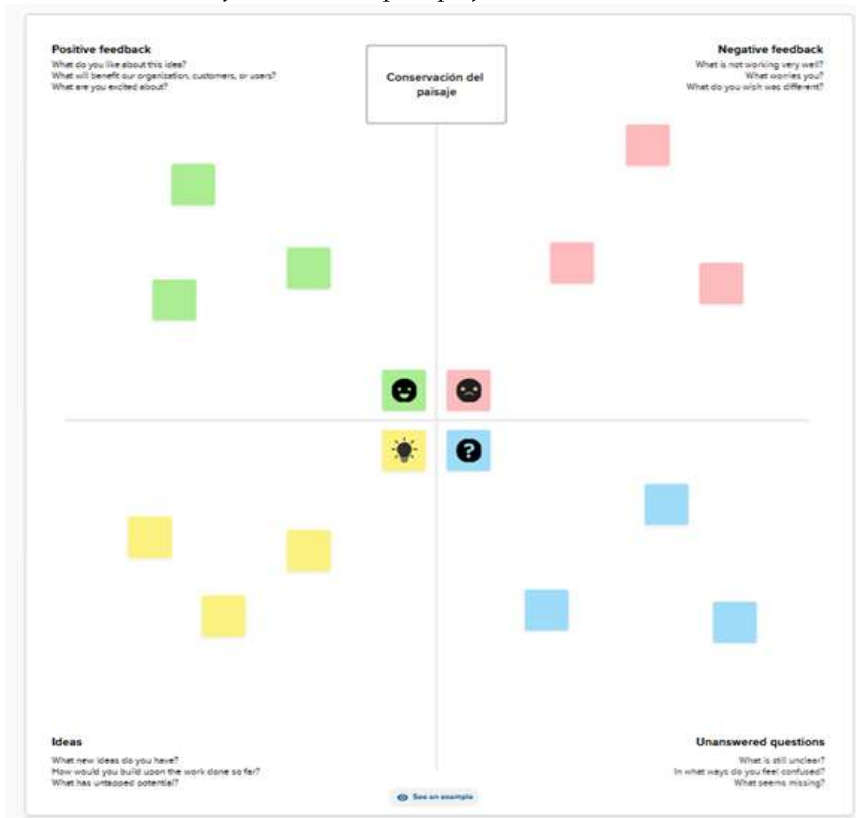 Positive feedback
What do you like about this idea?
What will benefit our organization, customers, or users?
What are you excited about?
Conservación del
paisaje
Negative feedback
What is not working very well?
What worries you?
What do you wish was different?
?
Ideas
What new ideas do you have?
How would you build upon the work done so far?
What has untapped potential?
Unanswered questions
What is still unclear?
In what ways do you feel confused?
What seems missing?
See an example